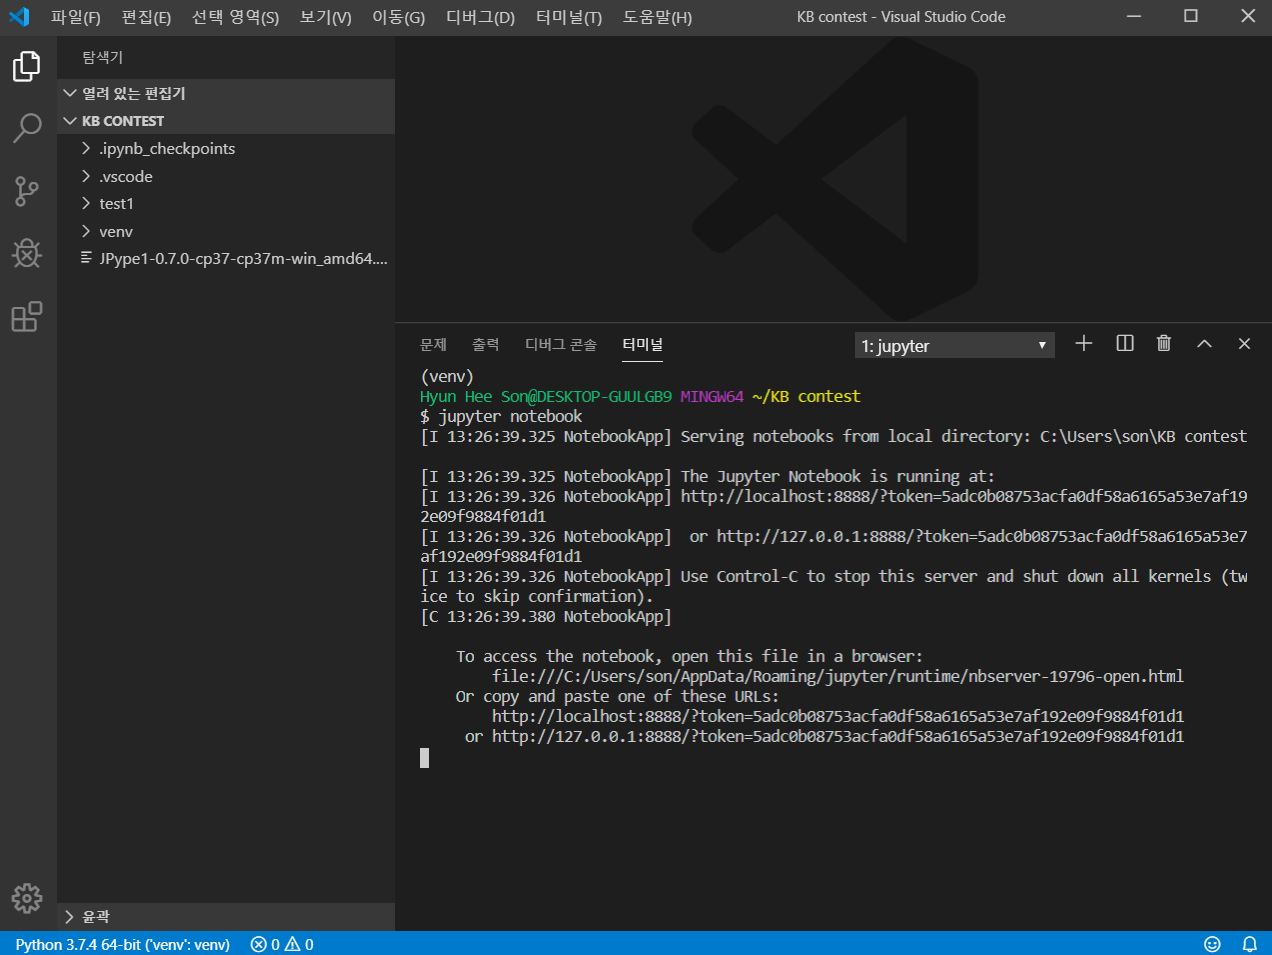 파일(F) 편집(E) 선택 영역(S) 보기(V) 이동(G) 디버그(D) 터미널(T) 도움말(H) KB contest - Visual Studio Code
탐색기
열려 있는 편집기
KB CONTEST
.ipynb_checkpoints
.vscode
test1
venv
JPype1-0.7.0-cp37-cp37m-win_amd64....
윤곽
문제 출력 디버그 콘솔 터미널 1: jupyter
(venv)
Hyun Hee Son@DESKTOP-GUULGB9 MINGW64 ~/KB contest
$ jupyter notebook
[I 13:26:39.325 NotebookApp] Serving notebooks from local directory: C:\Users\son\KB contest
[I 13:26:39.325 NotebookApp] The Jupyter Notebook is running at:
[I 13:26:39.326 NotebookApp] http://localhost:8888/?token=5adc0b08753acfa0df58a6165a53e7af19
2e09f9884f01d1
[I 13:26:39.326 NotebookApp]  or http://127.0.0.1:8888/?token=5adc0b08753acfa0df58a6165a53e7
af192e09f9884f01d1
[I 13:26:39.326 NotebookApp] Use Control-C to stop this server and shut down all kernels (tw
ice to skip confirmation).
[C 13:26:39.380 NotebookApp]
To access the notebook, open this file in a browser:
file:///C:/Users/son/AppData/Roaming/jupyter/runtime/nbserver-19796-open.html
Or copy and paste one of these URLs:
http://localhost:8888/?token=5adc0b08753acfa0df58a6165a53e7af192e09f9884f01d1
or http://127.0.0.1:8888/?token=5adc0b08753acfa0df58a6165a53e7af192e09f9884f01d1
Python 3.7.4 64-bit ('venv': venv) 0 0